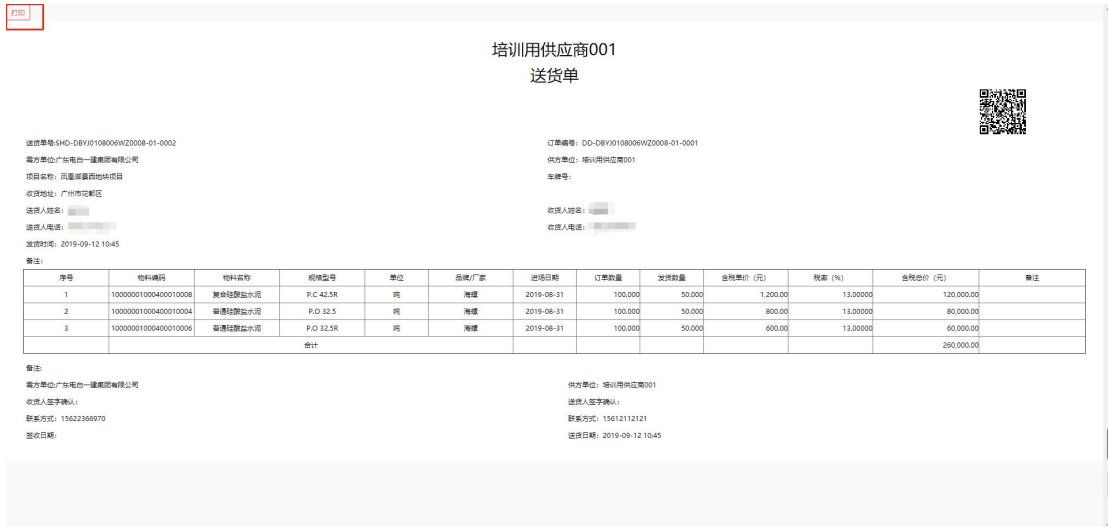 打印
培训用供应商001
送货单
送货单号:SHD-DBYJ0108006WZ0008-01-0002 订单编号：DD-DBYJ0108006WZ0008-01-0001
需方单位:广东电白一建集团有限公司 供方单位：培训用供应商001
项目名称：凤凰御景西地块项目 车牌号：
收货地址：广州市花都区
送货人姓名： 收货人姓名：
送货人电话： 收货人电话：
发货时间：2019-09-12 10:45
备注：
序号 物料编码 物料名称 规格型号 单位 品牌/厂家 进场日期 订单数量 发货数量 含税单价（元） 税率（%） 含税总价（元） 备注
1 10000001000400010008 复合硅酸盐水泥 P.C 42.5R 吨 海螺 2019-08-31 100.000 50.000 1,200.00 13.00000 120,000.00
2 10000001000400010004 普通硅酸盐水泥 P.O 32.5 吨 海螺 2019-08-31 100.000 50.000 800.00 13.00000 80,000.00
3 10000001000400010006 普通硅酸盐水泥 P.O 32.5R 吨 海螺 2019-08-31 100.000 50.000 600.00 13.00000 60,000.00
合计 260,000.00
备注:
需方单位:广东电白一建集团有限公司 供方单位：培训用供应商001
收货人签字确认： 送货人签字确认：
联系方式：15622366970 联系方式：15612112121
签收日期： 送货日期：2019-09-12 10:45